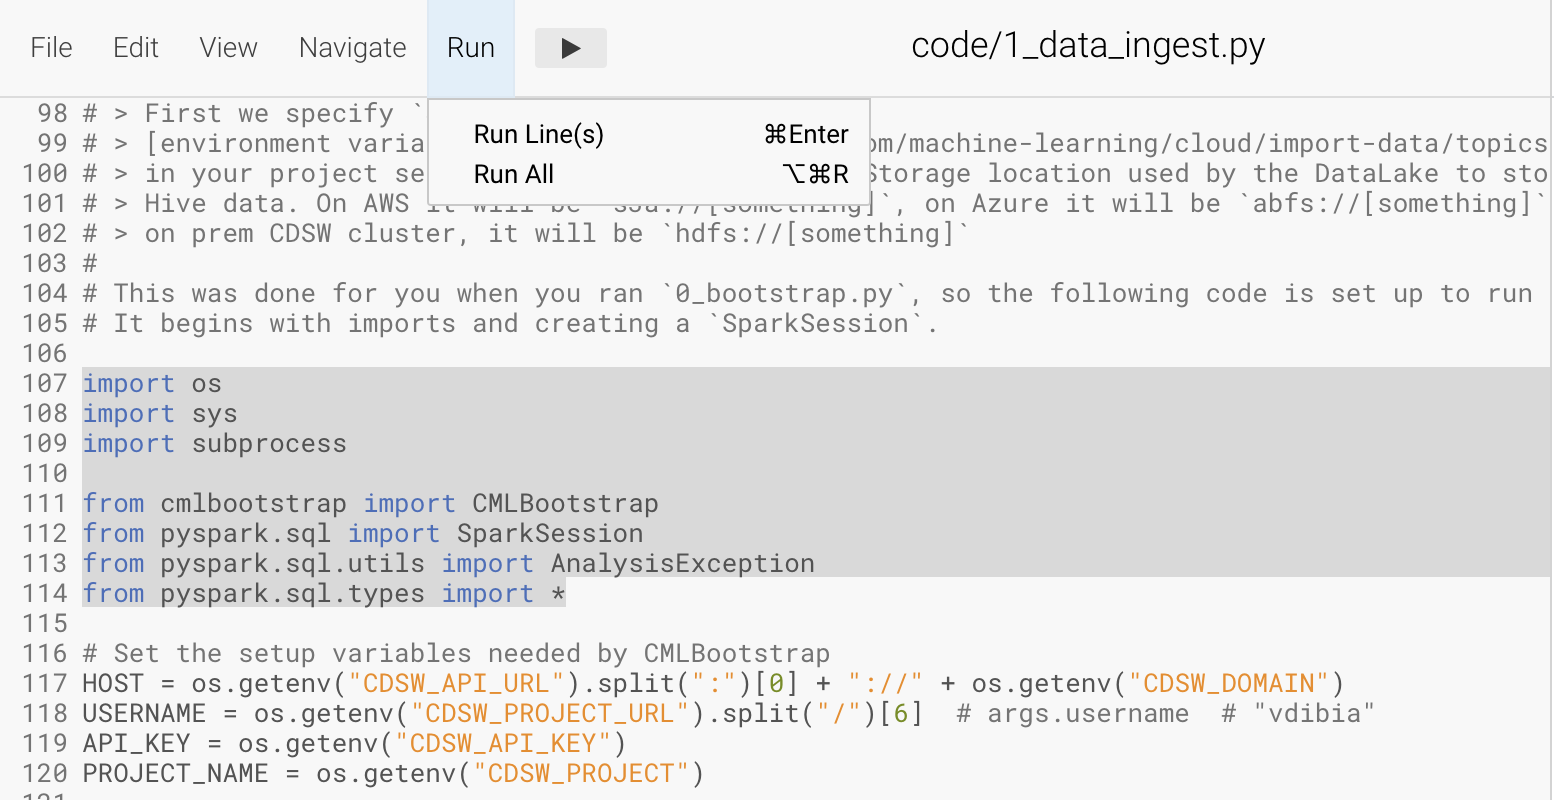 File Edit View Navigate Run code/1_data_ingest.py
Run Line(s) ⌘Enter
Run All ⌥⌘R
98 # > First we specify `
99 # > [environment varia om/machine-learning/cloud/import-data/topics
100 # > in your project se Storage location used by the DataLake to sto
101 # > Hive data. On AWS it will be `s3a://[something]`, on Azure it will be `abfs://[something]`
102 # > on prem CDSW cluster, it will be `hdfs://[something]`
103 #
104 # This was done for you when you ran `0_bootstrap.py`, so the following code is set up to run
105 # It begins with imports and creating a `SparkSession`.
106
107 import os
108 import sys
109 import subprocess
110
111 from cmlbootstrap import CMLBootstrap
112 from pyspark.sql import SparkSession
113 from pyspark.sql.utils import AnalysisException
114 from pyspark.sql.types import *
115
116 # Set the setup variables needed by CMLBootstrap
117 HOST = os.getenv("CDSW_API_URL").split(":")[0] + "://" + os.getenv("CDSW_DOMAIN")
118 USERNAME = os.getenv("CDSW_PROJECT_URL").split("/")[6]  # args.username  # "vdibia"
119 API_KEY = os.getenv("CDSW_API_KEY")
120 PROJECT_NAME = os.getenv("CDSW_PROJECT")
121